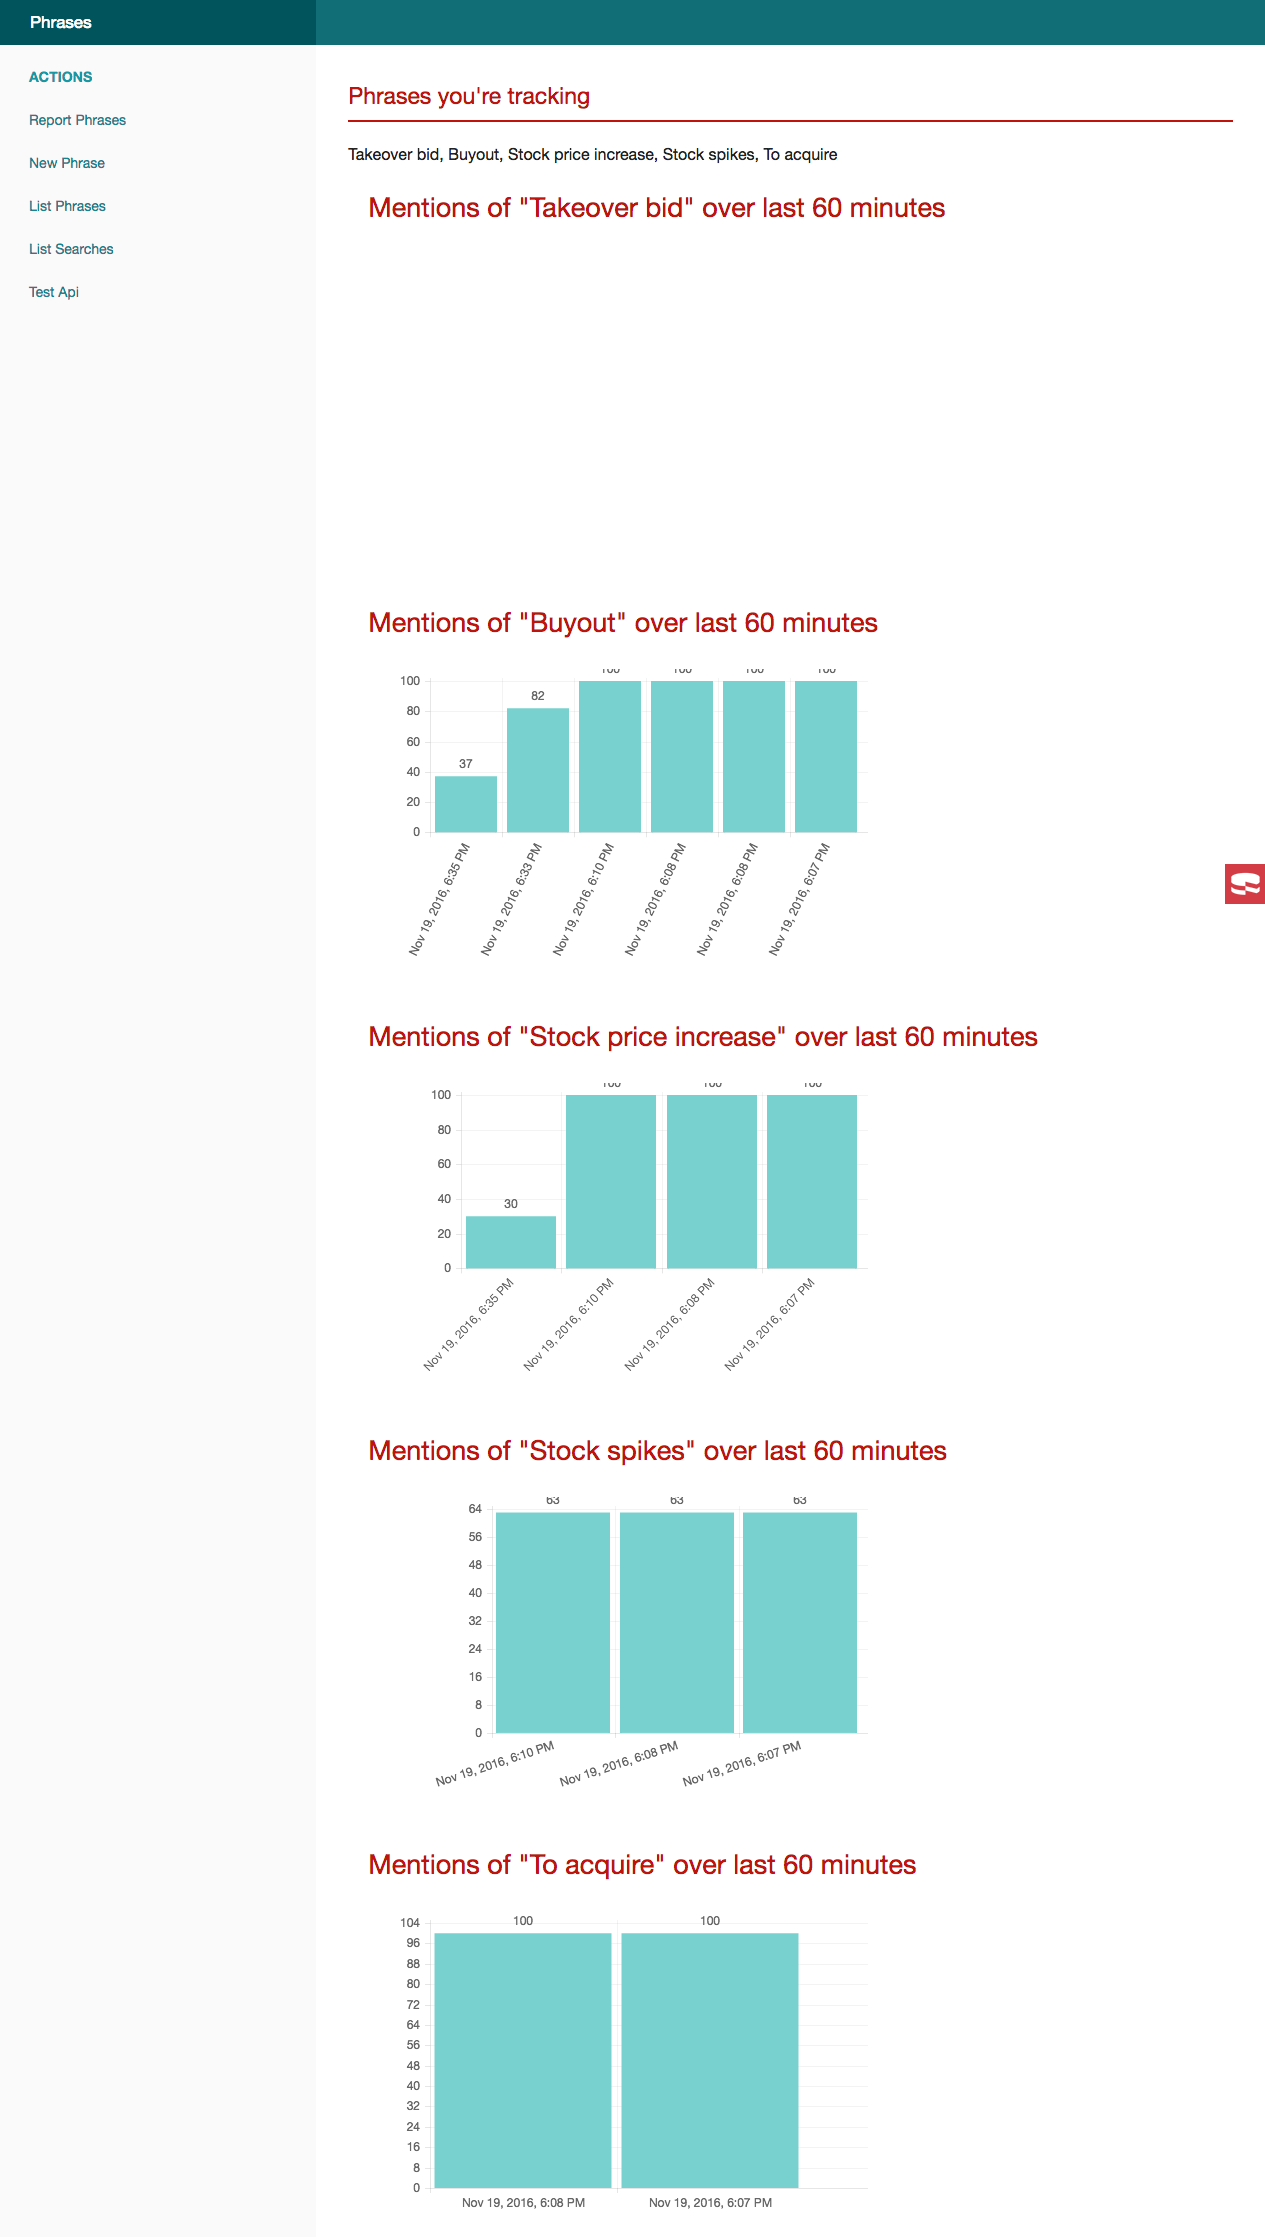 Phrases
ACTIONS
Report Phrases
New Phrase
List Phrases
List Searches
Test Api
Phrases you're tracking
Takeover bid, Buyout, Stock price increase, Stock spikes, To acquire
Mentions of "Takeover bid" over last 60 minutes
Mentions of "Buyout" over last 60 minutes
100
80
60
40
20
0
37
82
100
100
100
100
Nov 19, 2016, 6:35 PM
Nov 19, 2016, 6:33 PM
Nov 19, 2016, 6:10 PM
Nov 19, 2016, 6:08 PM
Nov 19, 2016, 6:08 PM
Nov 19, 2016, 6:07 PM
Mentions of "Stock price increase" over last 60 minutes
100
80
60
40
20
0
30
100
100
100
Nov 19, 2016, 6:35 PM
Nov 19, 2016, 6:10 PM
Nov 19, 2016, 6:08 PM
Nov 19, 2016, 6:07 PM
Mentions of "Stock spikes" over last 60 minutes
64
56
48
40
32
24
16
8
0
63
63
63
Nov 19, 2016, 6:10 PM
Nov 19, 2016, 6:08 PM
Nov 19, 2016, 6:07 PM
Mentions of "To acquire" over last 60 minutes
104
96
88
80
72
64
56
48
40
32
24
16
8
0
100
100
Nov 19, 2016, 6:08 PM
Nov 19, 2016, 6:07 PM